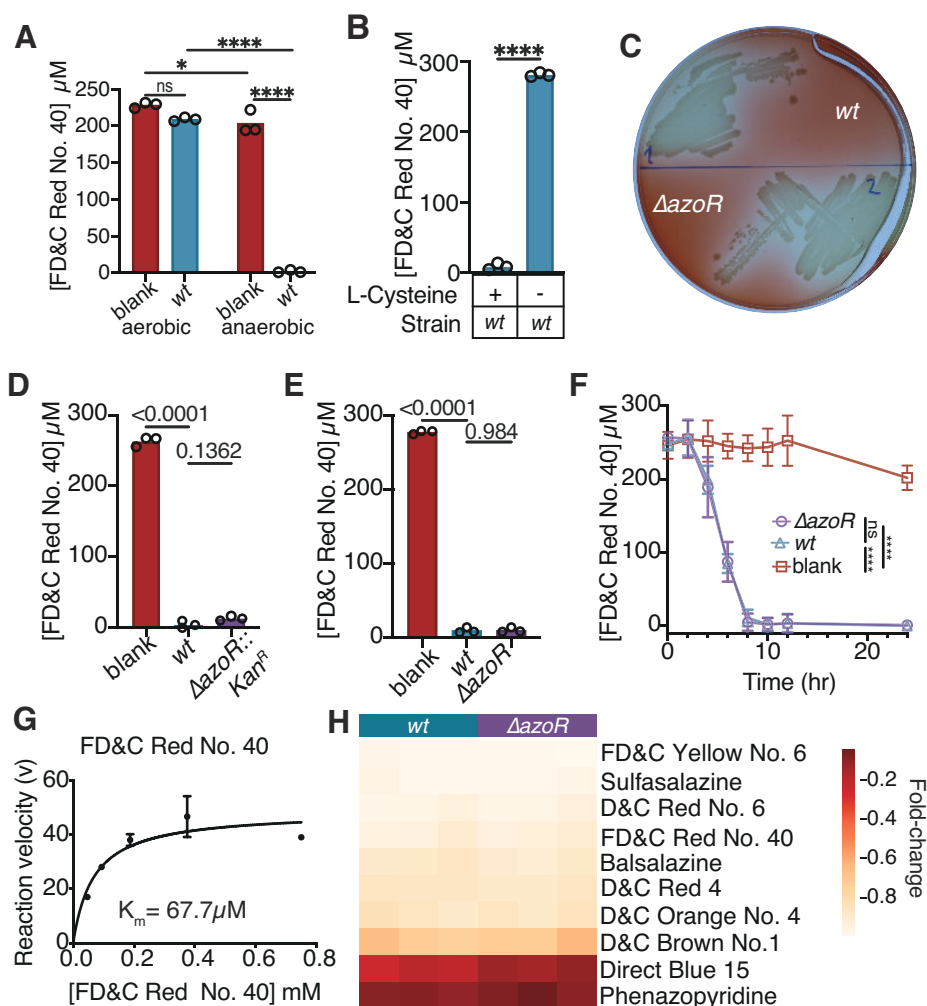 A
[FD&C Red No. 40] µM
250
200
150
100
50
0
****
*
ns
****
blank
wt
blank
wt
aerobic
anaerobic
B
[FD&C Red No. 40] µM
300
200
100
0
****
L-Cysteine
+
-
Strain
wt
wt
C
wt
1
2
ΔazoR
D
[FD&C Red No. 40] µM
300
200
100
0
<0.0001
0.1362
blank
wt
ΔazoR::
Kanᴿ
E
[FD&C Red No. 40] µM
300
200
100
0
<0.0001
0.984
blank
wt
ΔazoR
F
[FD&C Red No. 40] µM
300
200
100
0
ΔazoR
wt
blank
ns
****
****
0
10
20
Time (hr)
G
FD&C Red No. 40
Reaction velocity (v)
60
40
20
0
Km= 67.7µM
0.0
0.2
0.4
0.6
0.8
[FD&C Red No. 40] mM
H
wt
ΔazoR
FD&C Yellow No. 6
Sulfasalazine
D&C Red No. 6
FD&C Red No. 40
Balsalazine
D&C Red 4
D&C Orange No. 4
D&C Brown No.1
Direct Blue 15
Phenazopyridine
-0.2
-0.4
-0.6
-0.8
Fold-change